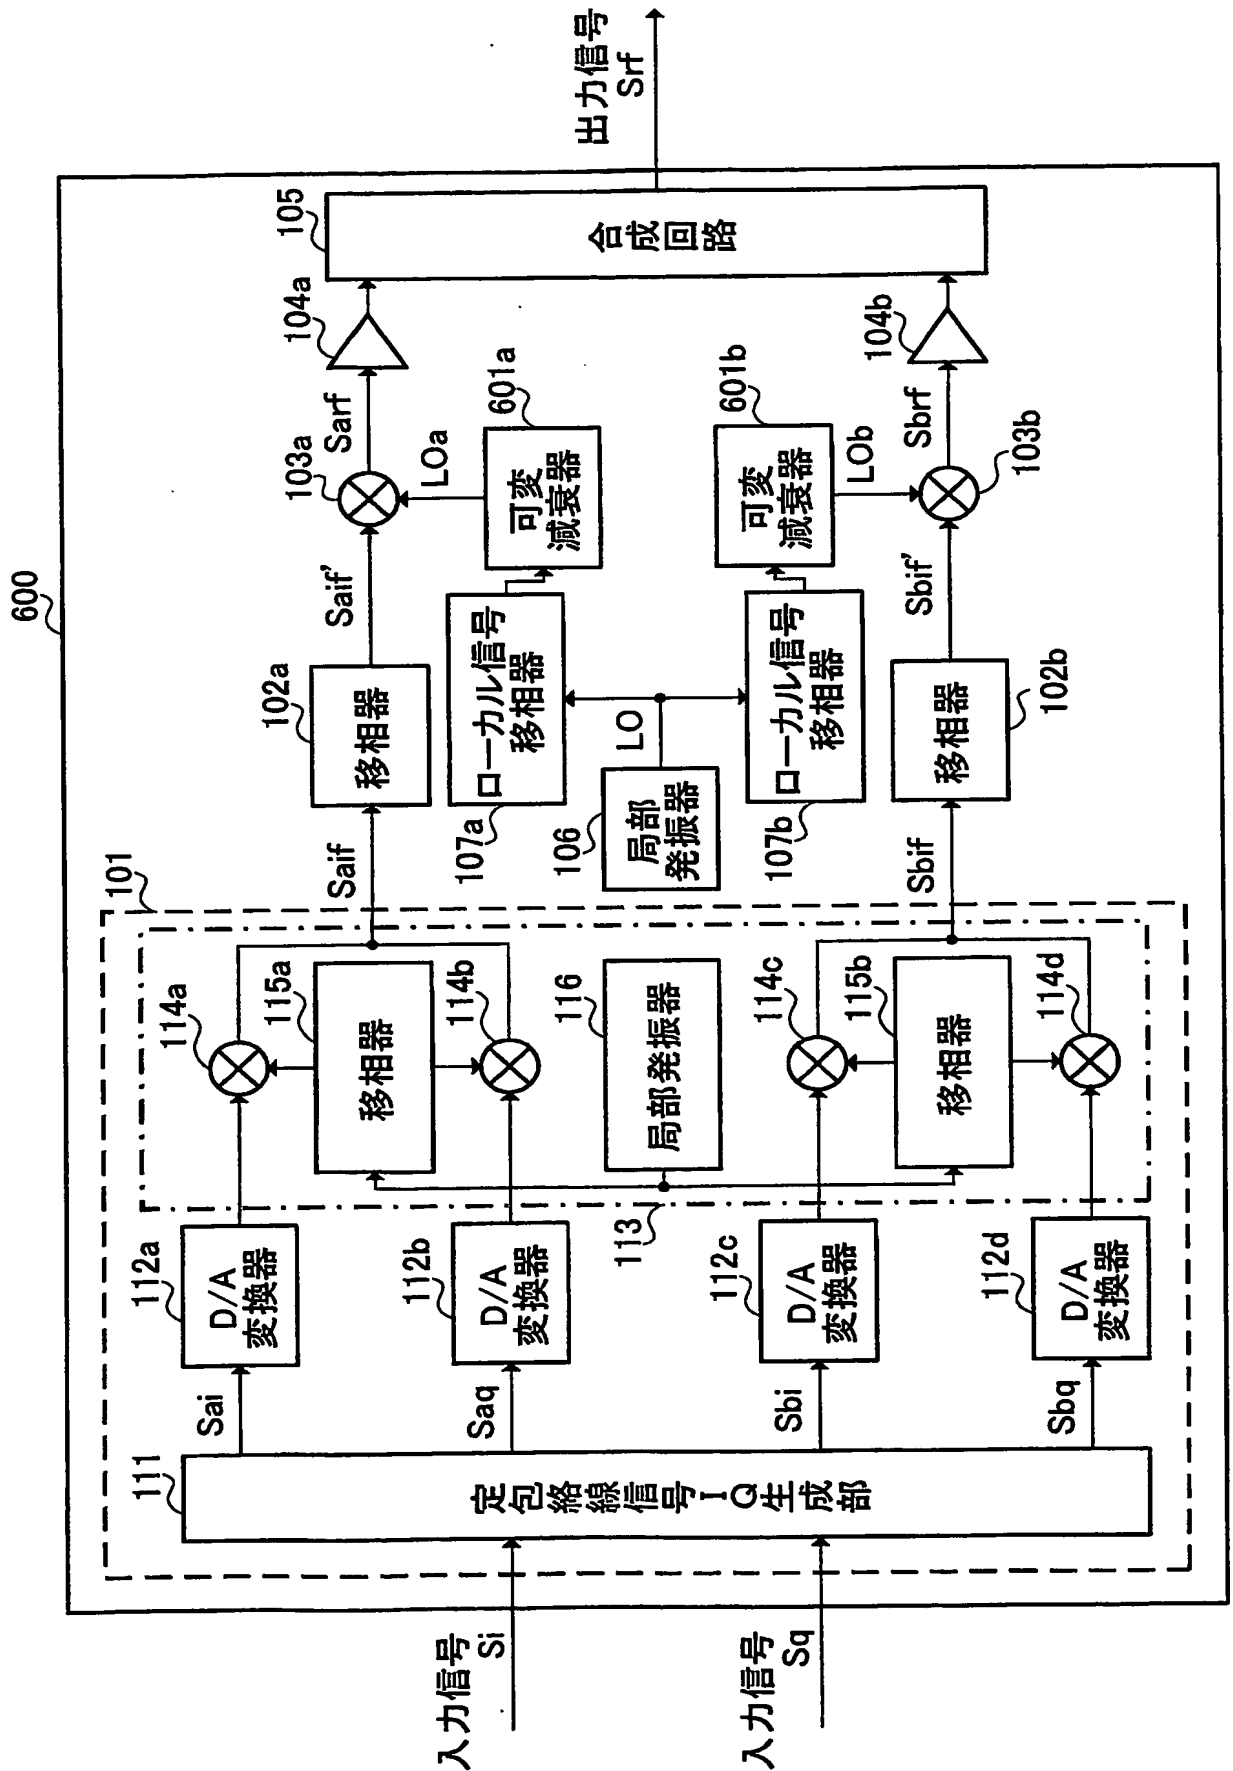 600
101
111
定包絡線信号IQ生成部
入力信号
Si
入力信号
Sq
Sai
Saq
Sbi
Sbq
112a
D/A
変換器
112b
D/A
変換器
112c
D/A
変換器
112d
D/A
変換器
113
114a
115a
移相器
114b
116
局部発振器
114c
115b
移相器
114d
Saif
Sbif
102a
移相器
107a
ローカル信号
移相器
106
局部
発振器
LO
107b
ローカル信号
移相器
102b
移相器
Saif'
Sbif'
103a
LOa
601a
可変
減衰器
601b
可変
減衰器
LOb
103b
Sarf
Sbrf
104a
104b
105
合成回路
出力信号
Srf